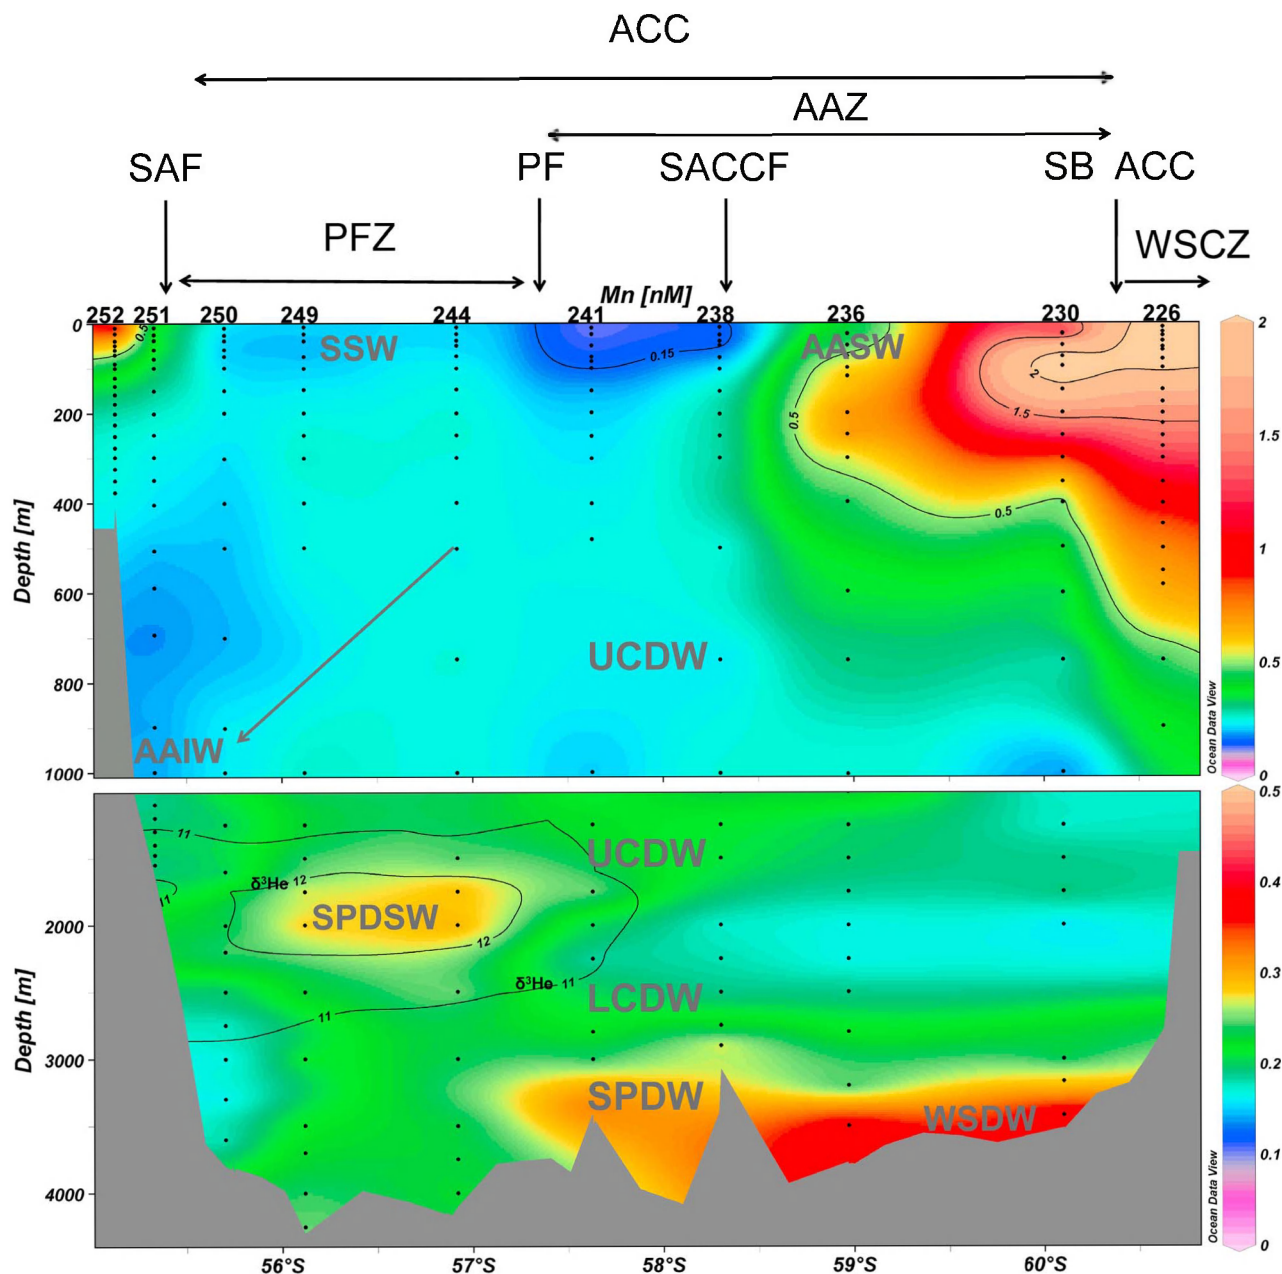 ACC
AAZ
SAF PF SACCF SB ACC
PFZ WSCZ
Mn [nM]
252 251 250 249 244 241 238 236 230 226
0
200
400
600
800
1000
Depth [m]
0.5
SSW
0.15
AASW
0.5
2
1.5
0.5
UCDW
AAIW
2
1.5
1
0.5
0
Ocean Data View
2000
3000
4000
Depth [m]
11
UCDW
δ³He 12
11
SPDSW
12
δ³He 11
LCDW
11
SPDW
WSDW
0.5
0.4
0.3
0.2
0.1
0
Ocean Data View
56°S 57°S 58°S 59°S 60°S